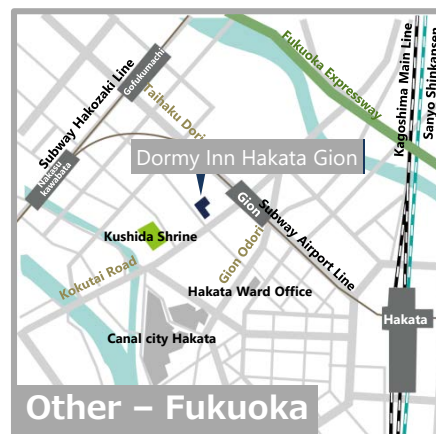 Subway Hakozaki Line
Gofukumachi
Taihaku Dori
Fukuoka Expressway
Kagoshima Main Line
Sanyo Shinkansen
Nakasu
kawabata
Dormy Inn Hakata Gion
Gion
Subway Airport Line
Kushida Shrine
Gion Odori
Kokutai Road
Hakata Ward Office
Hakata
Canal city Hakata
Other – Fukuoka